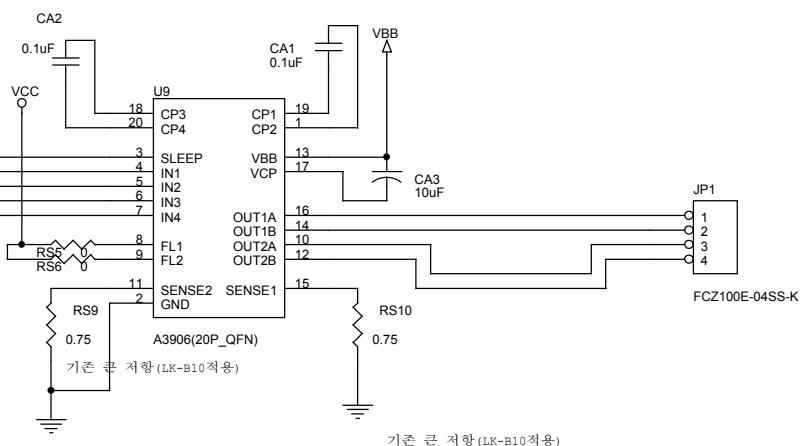 CA2
0.1uF
CA1
0.1uF
VBB
VCC
U9
18 CP3 CP1 19
20 CP4 CP2 1
3 SLEEP VBB 13
4 IN1 VCP 17
5 IN2
6 IN3
7 IN4
CA3
10uF
OUT1A 16
OUT1B 14
OUT2A 10
OUT2B 12
JP1
1
2
3
4
FCZ100E-04SS-K
RS5 0 8 FL1
RS6 0 9 FL2
11 SENSE2 SENSE1 15
2 GND
RS9
0.75
RS10
0.75
A3906(20P_QFN)
기존 큰 저항(LK-B10적용)
기존 큰 저항(LK-B10적용)